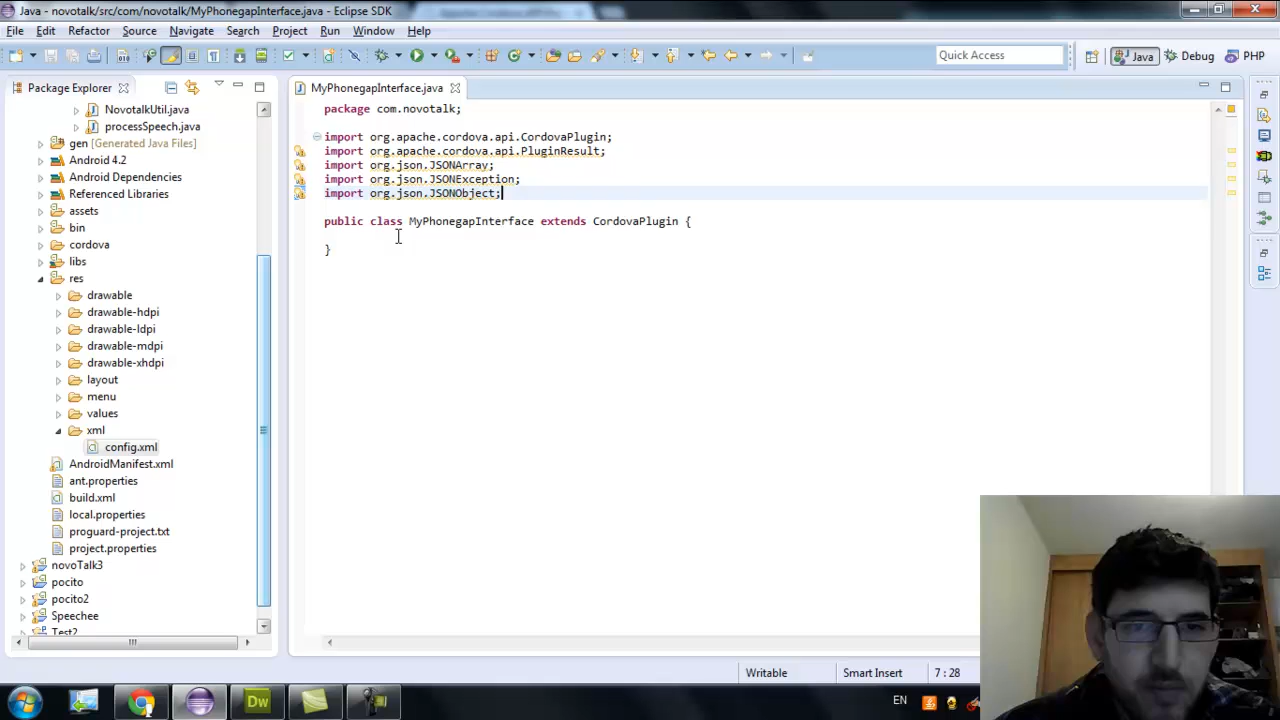 Java - novotalk/src/com/novotalk/MyPhonegapInterface.java - Eclipse SDK
File Edit Refactor Source Navigate Search Project Run Window Help
Quick Access Java Debug PHP
Package Explorer
MyPhonegapInterface.java
NovotalkUtil.java
processSpeech.java
gen [Generated Java Files]
Android 4.2
Android Dependencies
Referenced Libraries
assets
bin
cordova
libs
res
drawable
drawable-hdpi
drawable-ldpi
drawable-mdpi
drawable-xhdpi
layout
menu
values
xml
config.xml
AndroidManifest.xml
ant.properties
build.xml
local.properties
proguard-project.txt
project.properties
novoTalk3
pocito
pocito2
Speechee
Test2
package com.novotalk;
import org.apache.cordova.api.CordovaPlugin;
import org.apache.cordova.api.PluginResult;
import org.json.JSONArray;
import org.json.JSONException;
import org.json.JSONObject;
public class MyPhonegapInterface extends CordovaPlugin {
}
Writable Smart Insert 7 : 28
Dw
EN